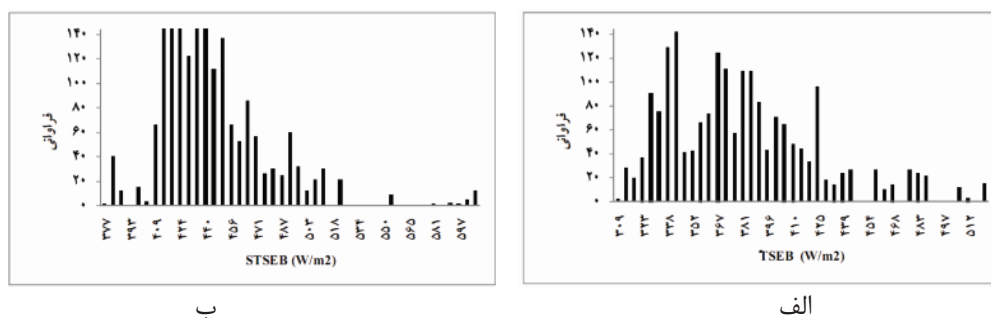 ۱۴۰
۱۲۰
۱۰۰
۸۰
۶۰
۴۰
۲۰
۰
فراوانی
۳۰۹ ۳۲۳ ۳۳۸ ۳۵۲ ۳۶۷ ۳۸۱ ۳۹۶ ۴۱۰ ۴۲۵ ۴۳۹ ۴۵۴ ۴۶۸ ۴۸۳ ۴۹۷ ۵۱۲
TSEB (W/m2)
الف
۱۴۰
۱۲۰
۱۰۰
۸۰
۶۰
۴۰
۲۰
۰
فراوانی
۳۷۷ ۳۹۳ ۴۰۹ ۴۲۴ ۴۴۰ ۴۵۶ ۴۷۱ ۴۸۷ ۵۰۳ ۵۱۸ ۵۵۰ ۵۶۵ ۵۸۱ ۵۹۷
STSEB (W/m2)
ب